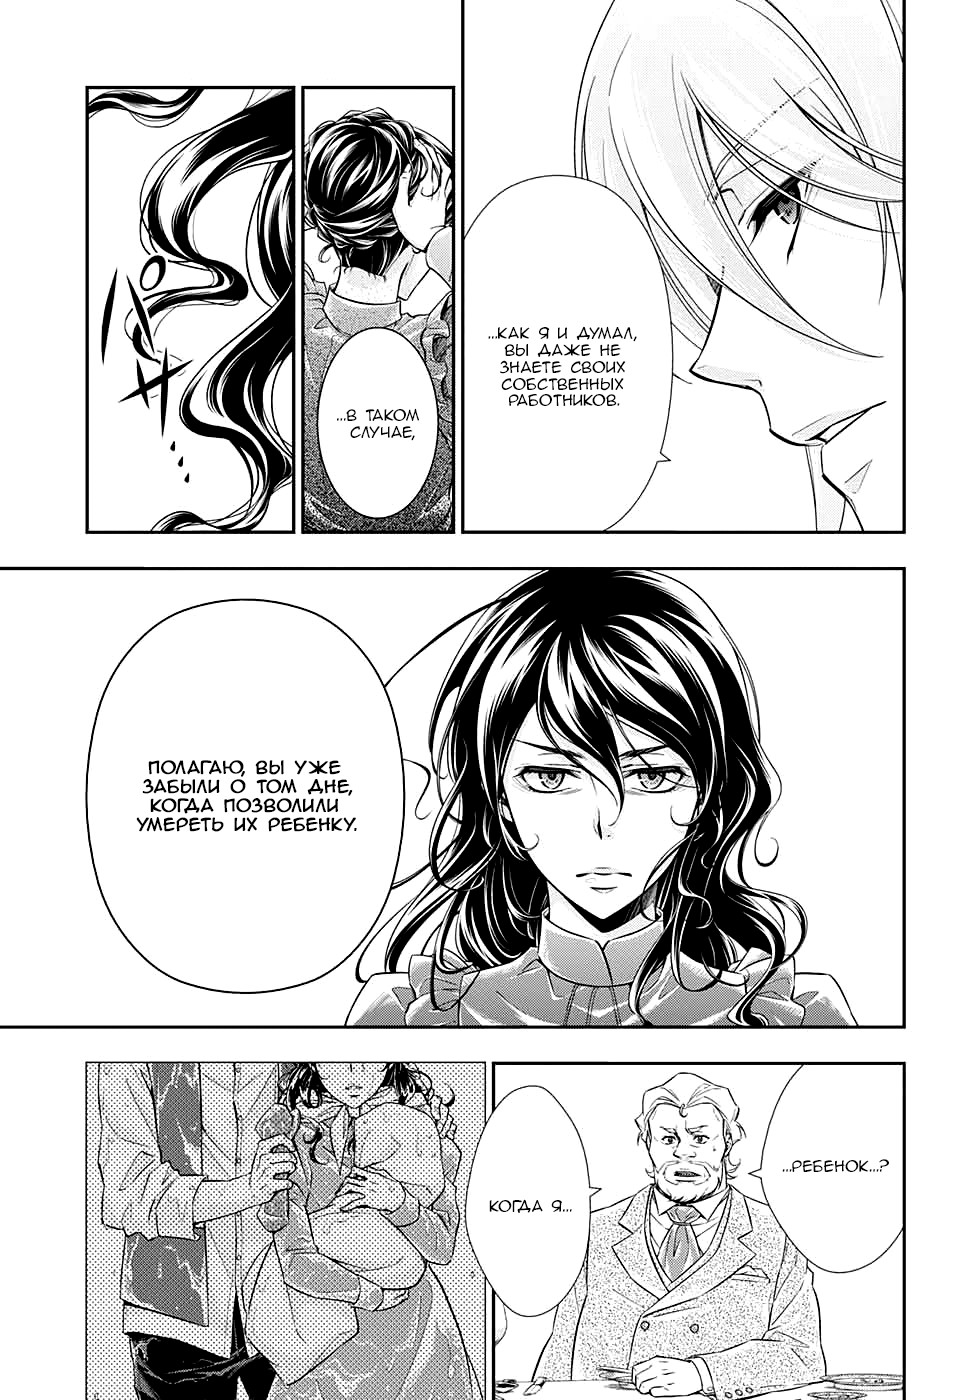 ...КАК Я И ДУМАЛ,
ВЫ ДАЖЕ НЕ
ЗНАЕТЕ СВОИХ
СОБСТВЕННЫХ
РАБОТНИКОВ.
...В ТАКОМ
СЛУЧАЕ,
ПОЛАГАЮ, ВЫ УЖЕ
ЗАБЫЛИ О ТОМ ДНЕ,
КОГДА ПОЗВОЛИЛИ
УМЕРЕТЬ ИХ РЕБЕНКУ.
...РЕБЕНОК...?
КОГДА Я...